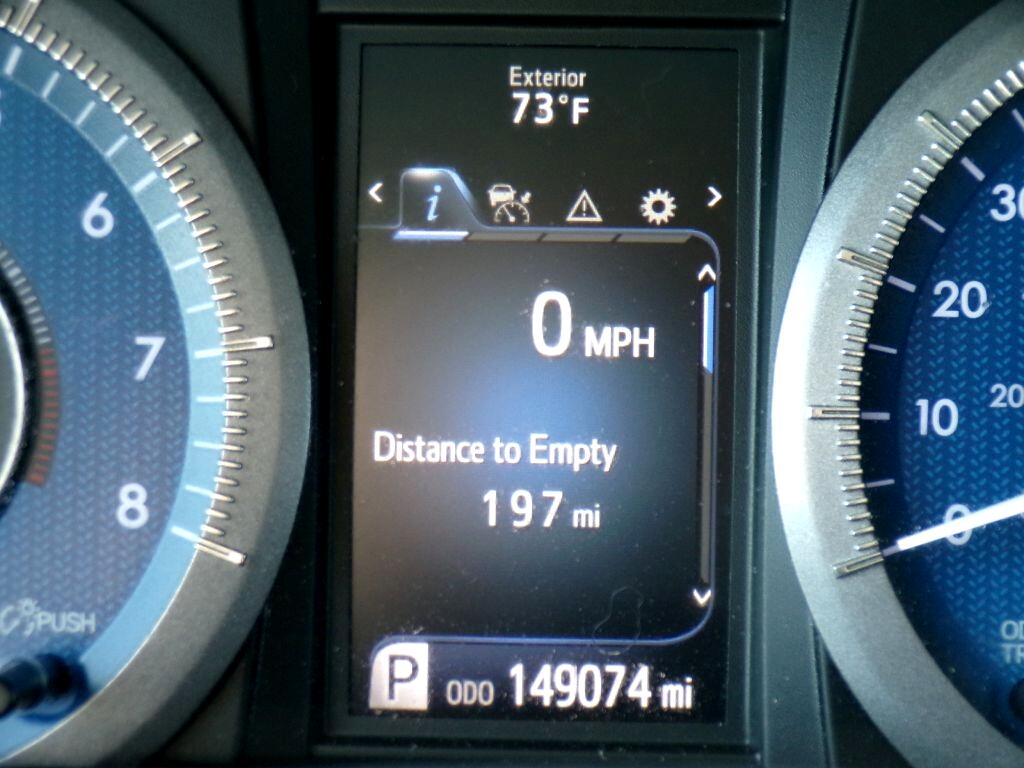 Exterior
73°F
i
0 MPH
Distance to Empty
197 mi
P ODO 149074 mi
6
7
8
PUSH
30
20
10
0
20